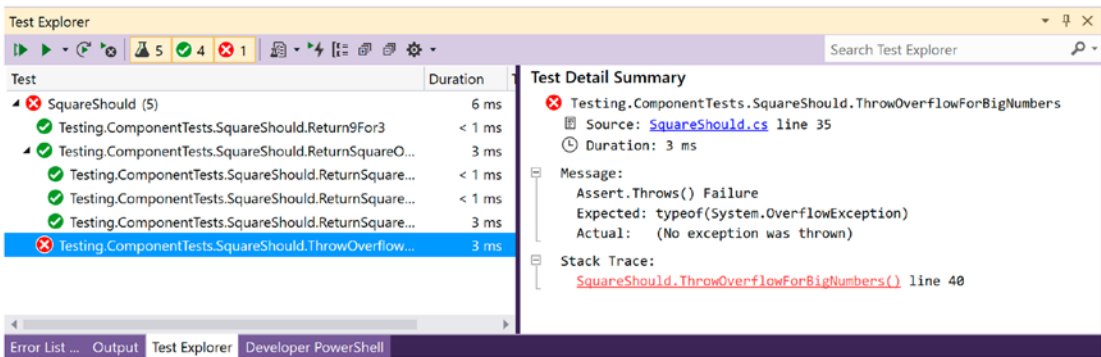 Test Explorer
5 4 1 Search Test Explorer
Test Duration
SquareShould (5) 6 ms
Testing.ComponentTests.SquareShould.Return9For3 < 1 ms
Testing.ComponentTests.SquareShould.ReturnSquareO... 3 ms
Testing.ComponentTests.SquareShould.ReturnSquare... < 1 ms
Testing.ComponentTests.SquareShould.ReturnSquare... < 1 ms
Testing.ComponentTests.SquareShould.ReturnSquare... 3 ms
Testing.ComponentTests.SquareShould.ThrowOverflow... 3 ms
Test Detail Summary
Testing.ComponentTests.SquareShould.ThrowOverflowForBigNumbers
Source: SquareShould.cs line 35
Duration: 3 ms
Message:
Assert.Throws() Failure
Expected: typeof(System.OverflowException)
Actual: (No exception was thrown)
Stack Trace:
SquareShould.ThrowOverflowForBigNumbers() line 40
Error List ... Output Test Explorer Developer PowerShell